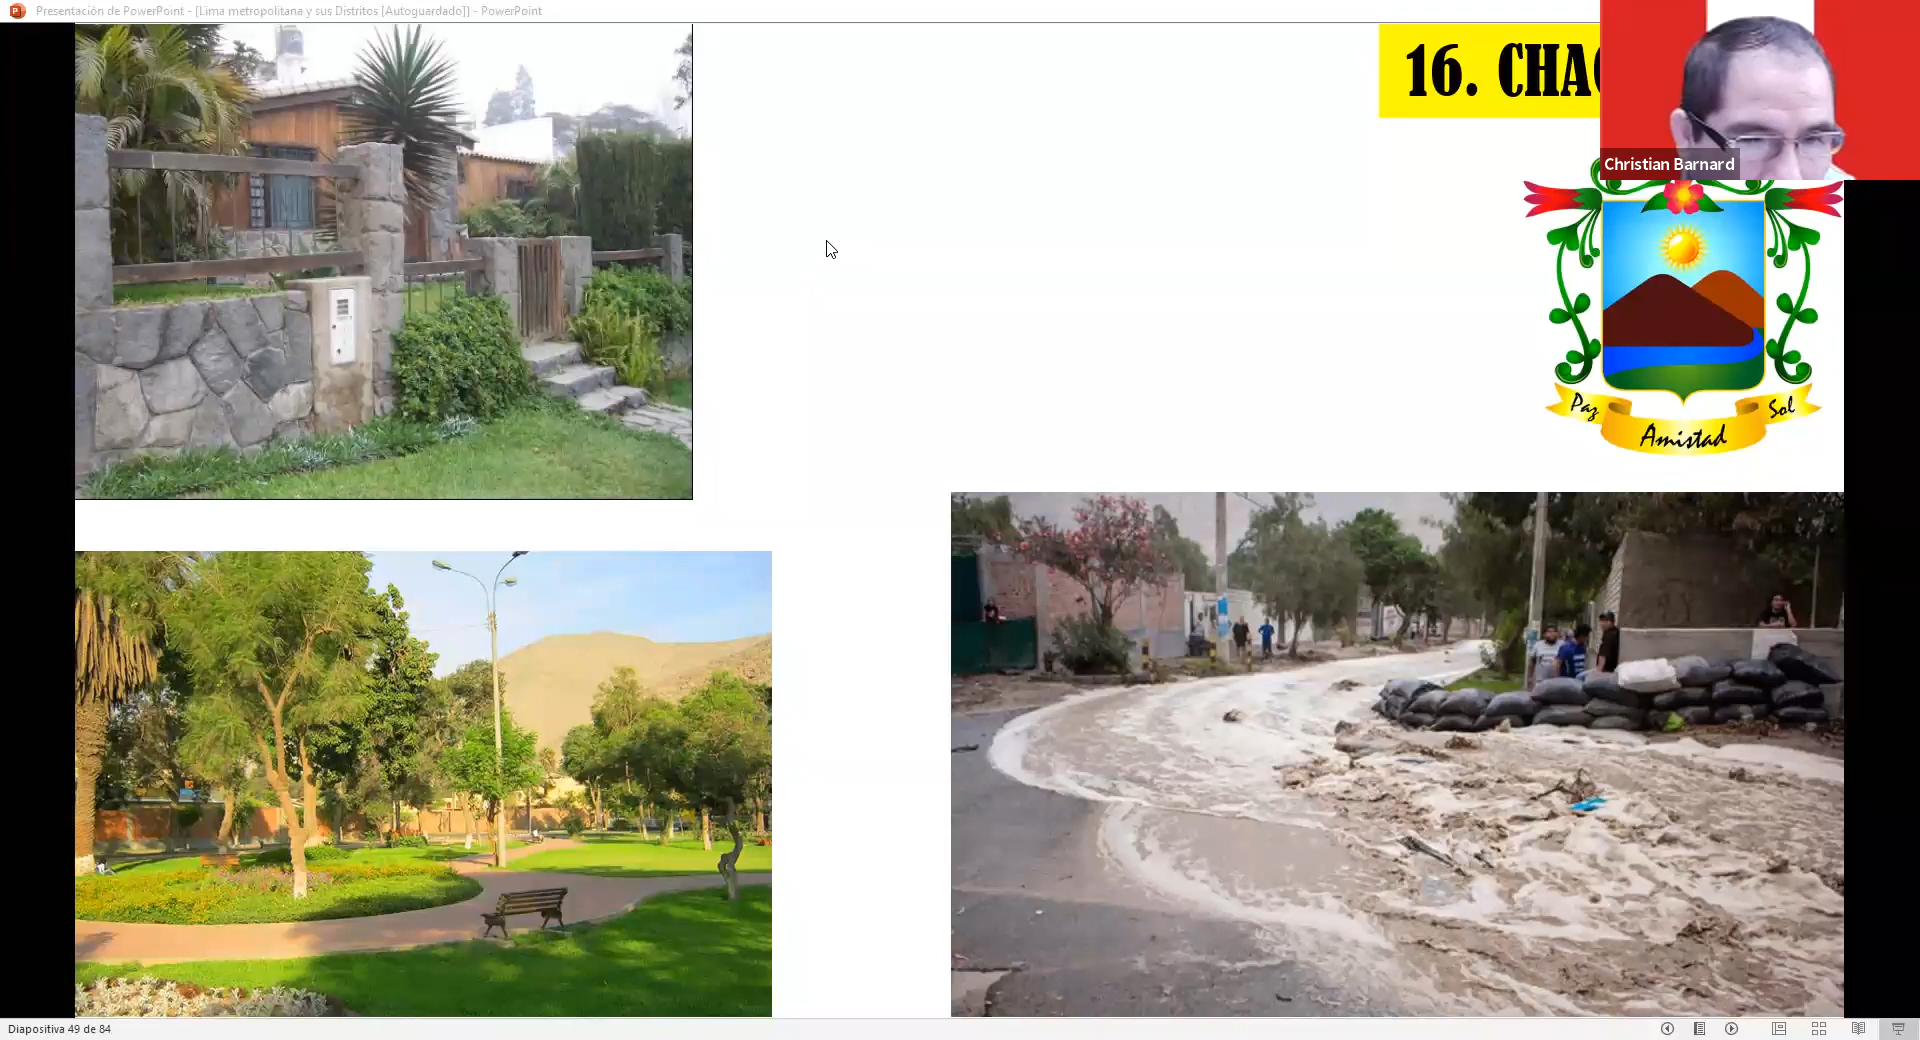 Presentación de PowerPoint - [Lima metropolitana y sus Distritos [Autoguardado]] - PowerPoint
16. CHA
Christian Barnard
Paz
Sol
Amistad
Diapositiva 49 de 84